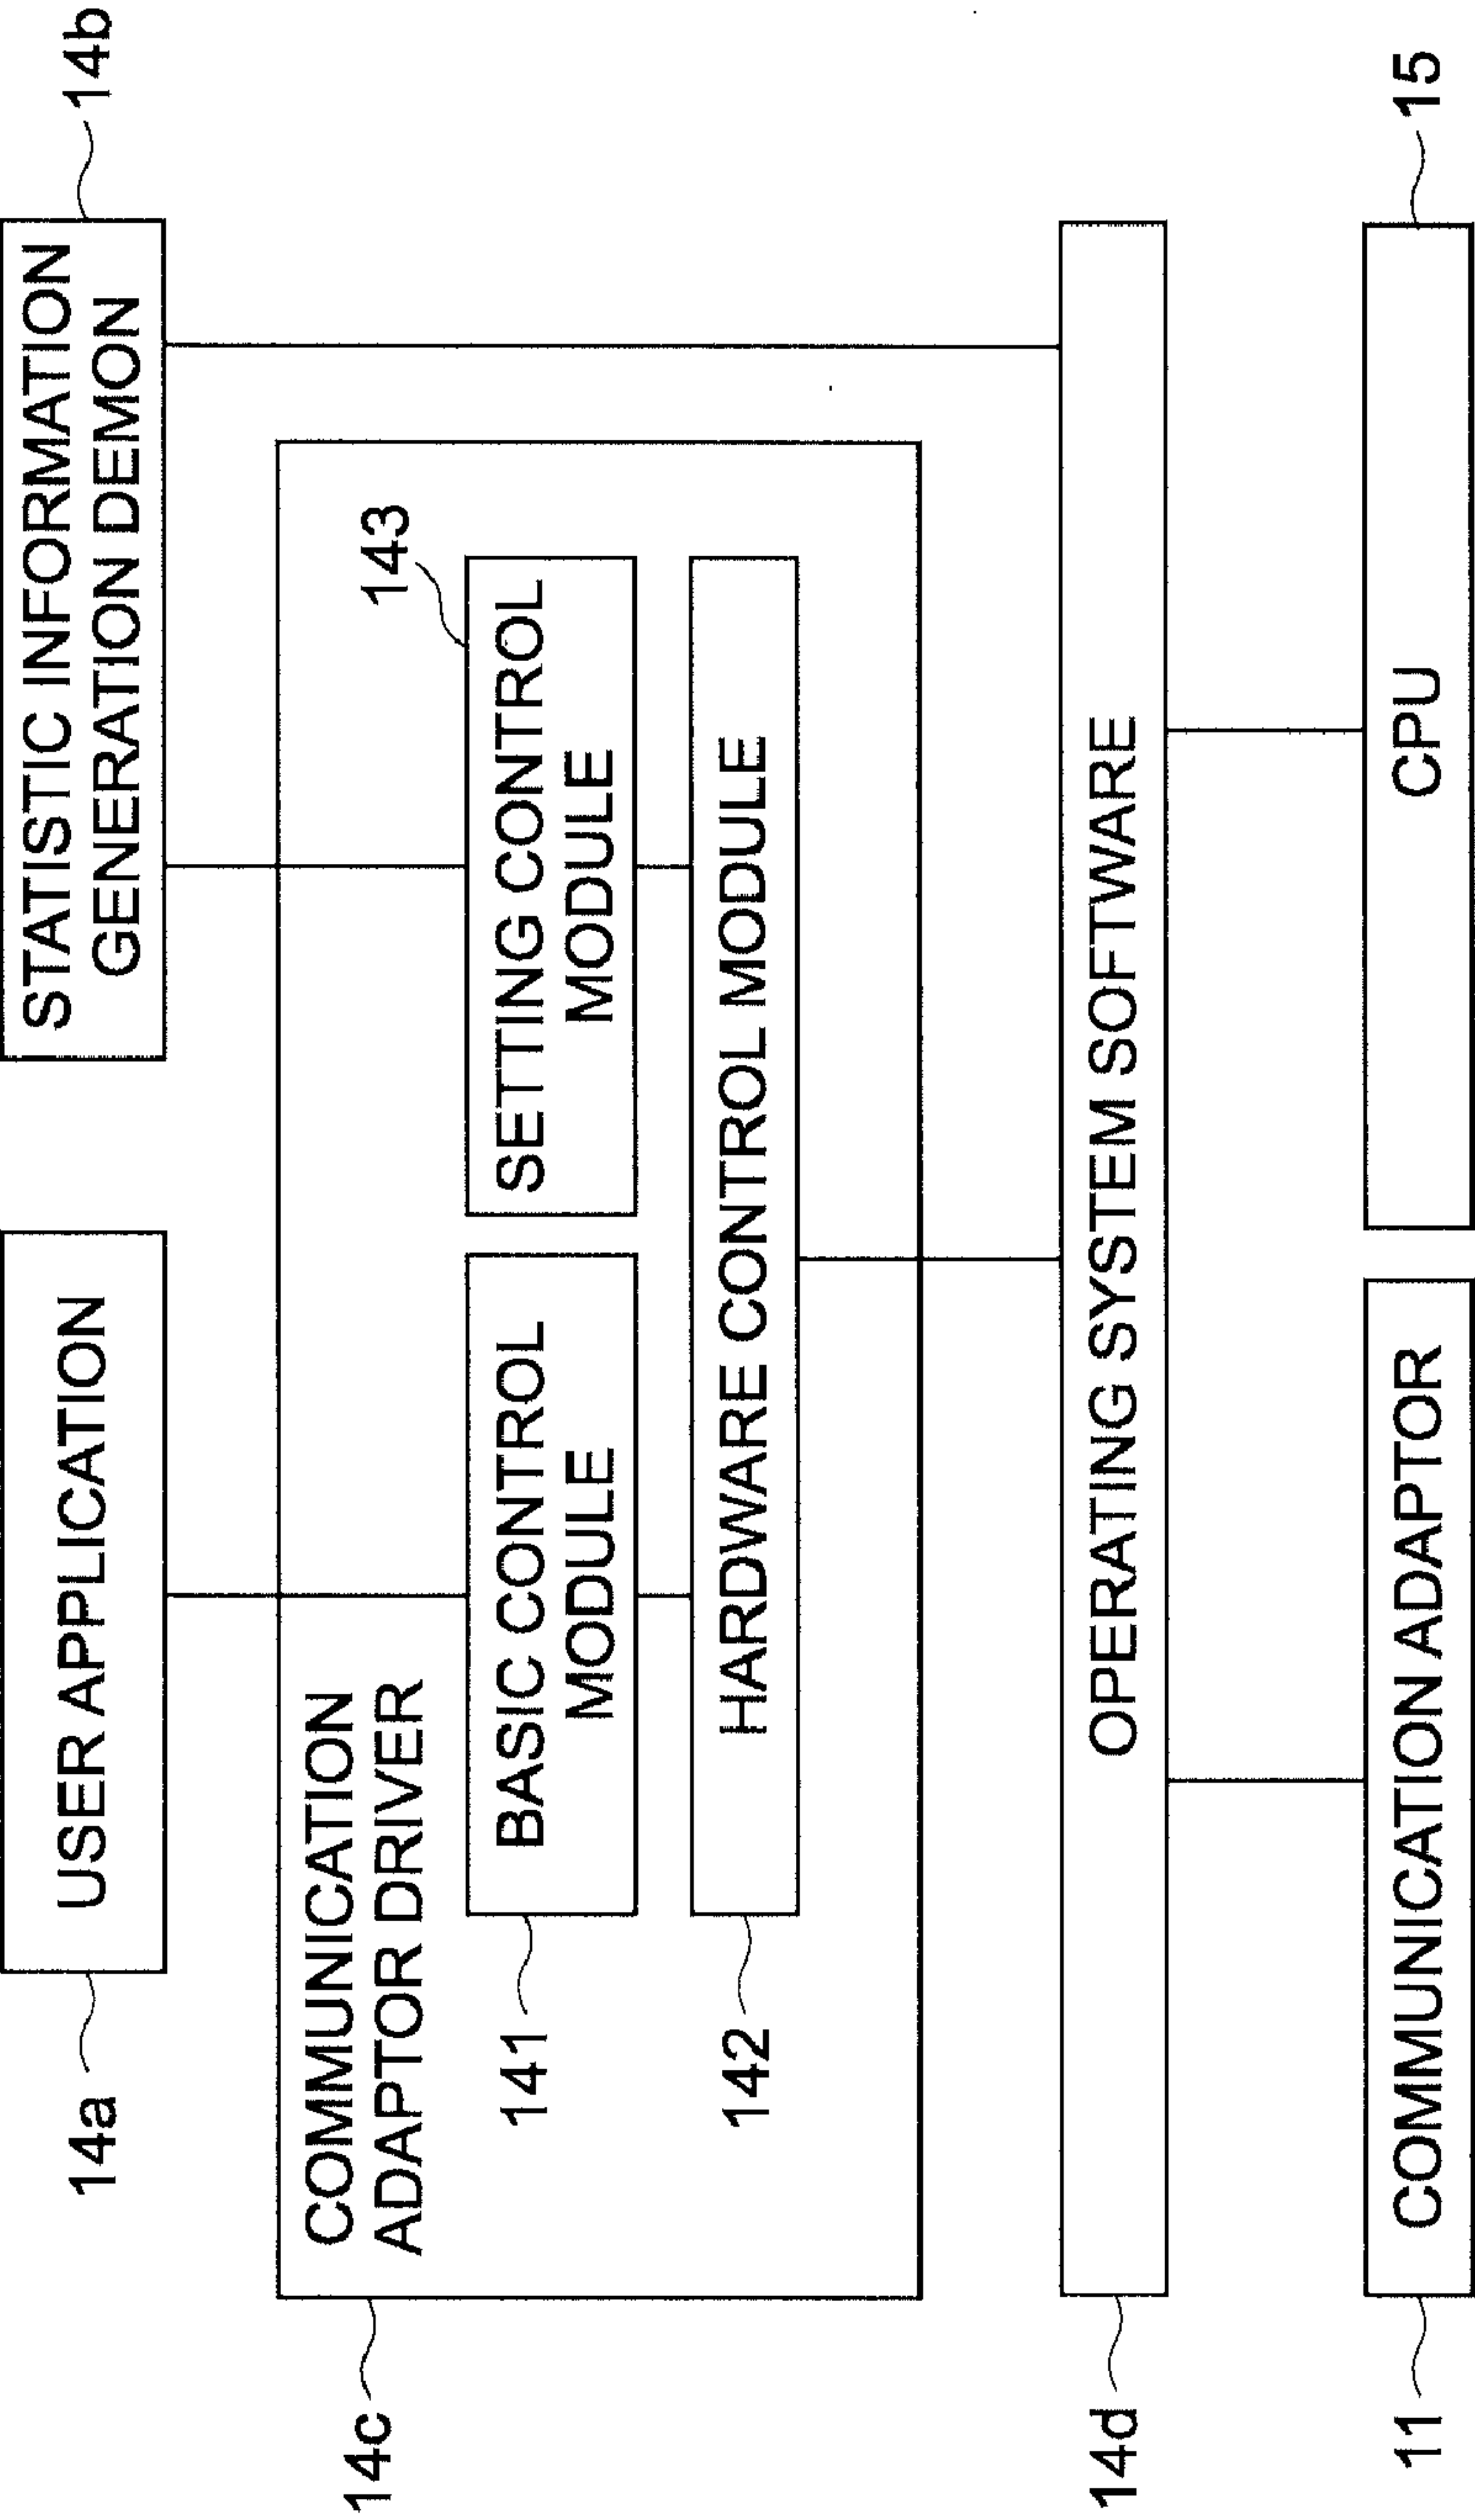 14a
USER APPLICATION
STATISTIC INFORMATION
GENERATION DEMON
14b
14c
COMMUNICATION
ADAPTOR DRIVER
143
141
BASIC CONTROL
MODULE
SETTING CONTROL
MODULE
142
HARDWARE CONTROL MODULE
14d
OPERATING SYSTEM SOFTWARE
11
COMMUNICATION ADAPTOR
CPU
15